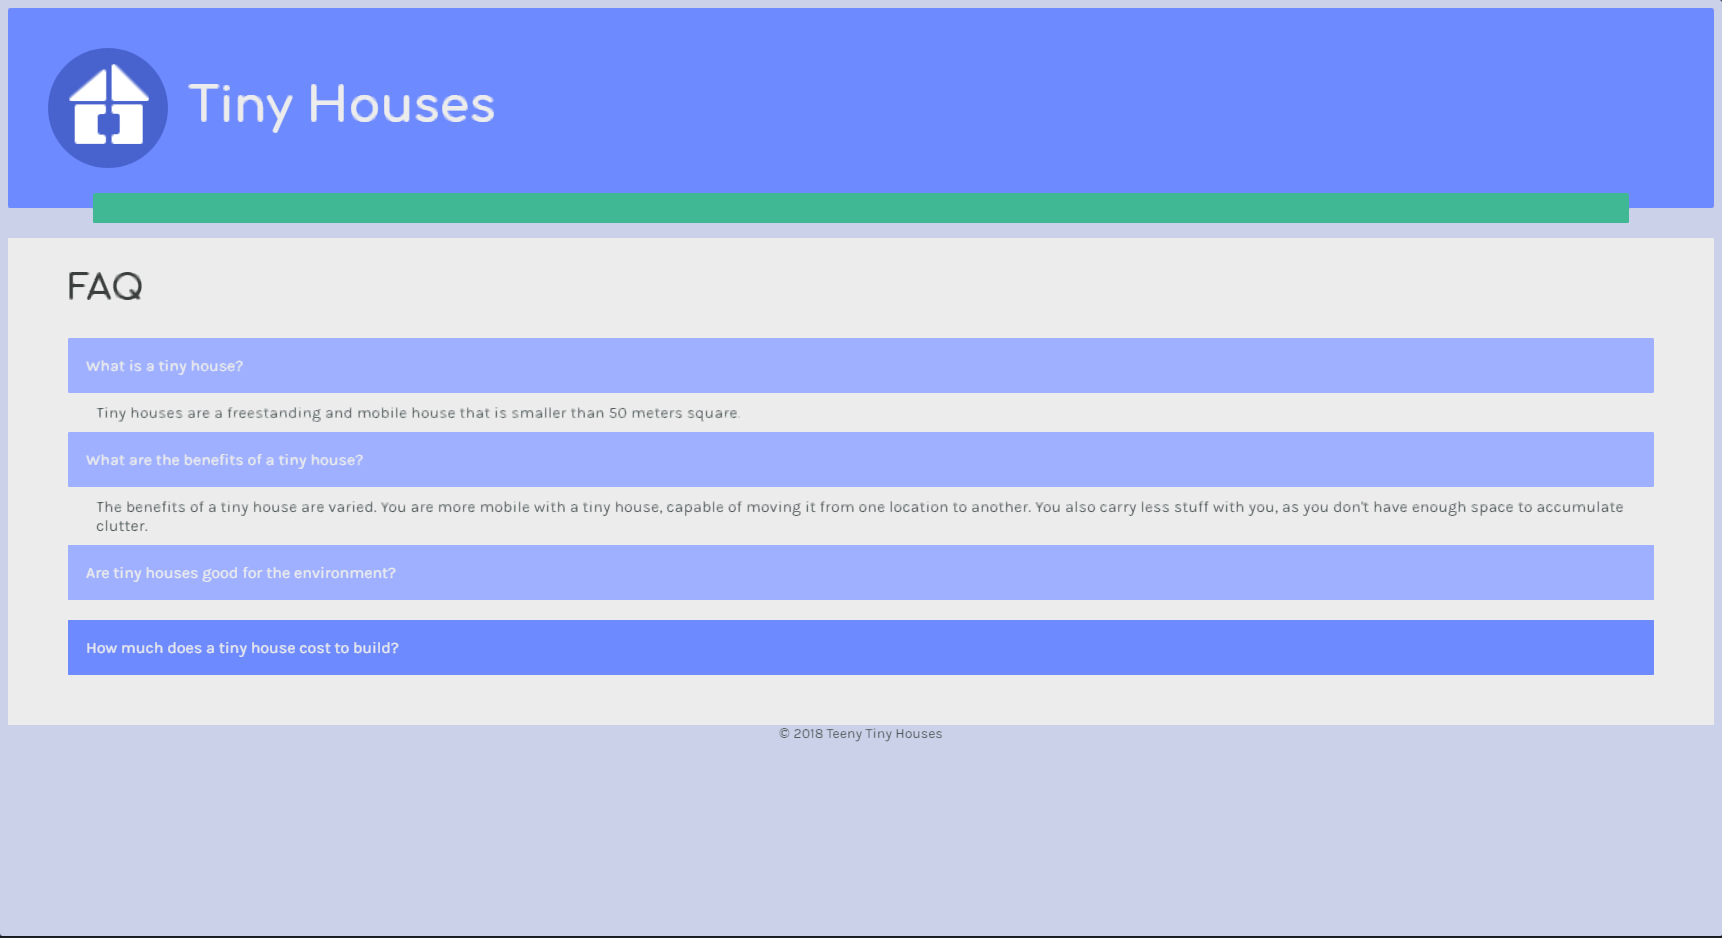 Tiny Houses
FAQ
What is a tiny house?
Tiny houses are a freestanding and mobile house that is smaller than 50 meters square.
What are the benefits of a tiny house?
The benefits of a tiny house are varied. You are more mobile with a tiny house, capable of moving it from one location to another. You also carry less stuff with you, as you don't have enough space to accumulate
clutter.
Are tiny houses good for the environment?
How much does a tiny house cost to build?
© 2018 Teeny Tiny Houses